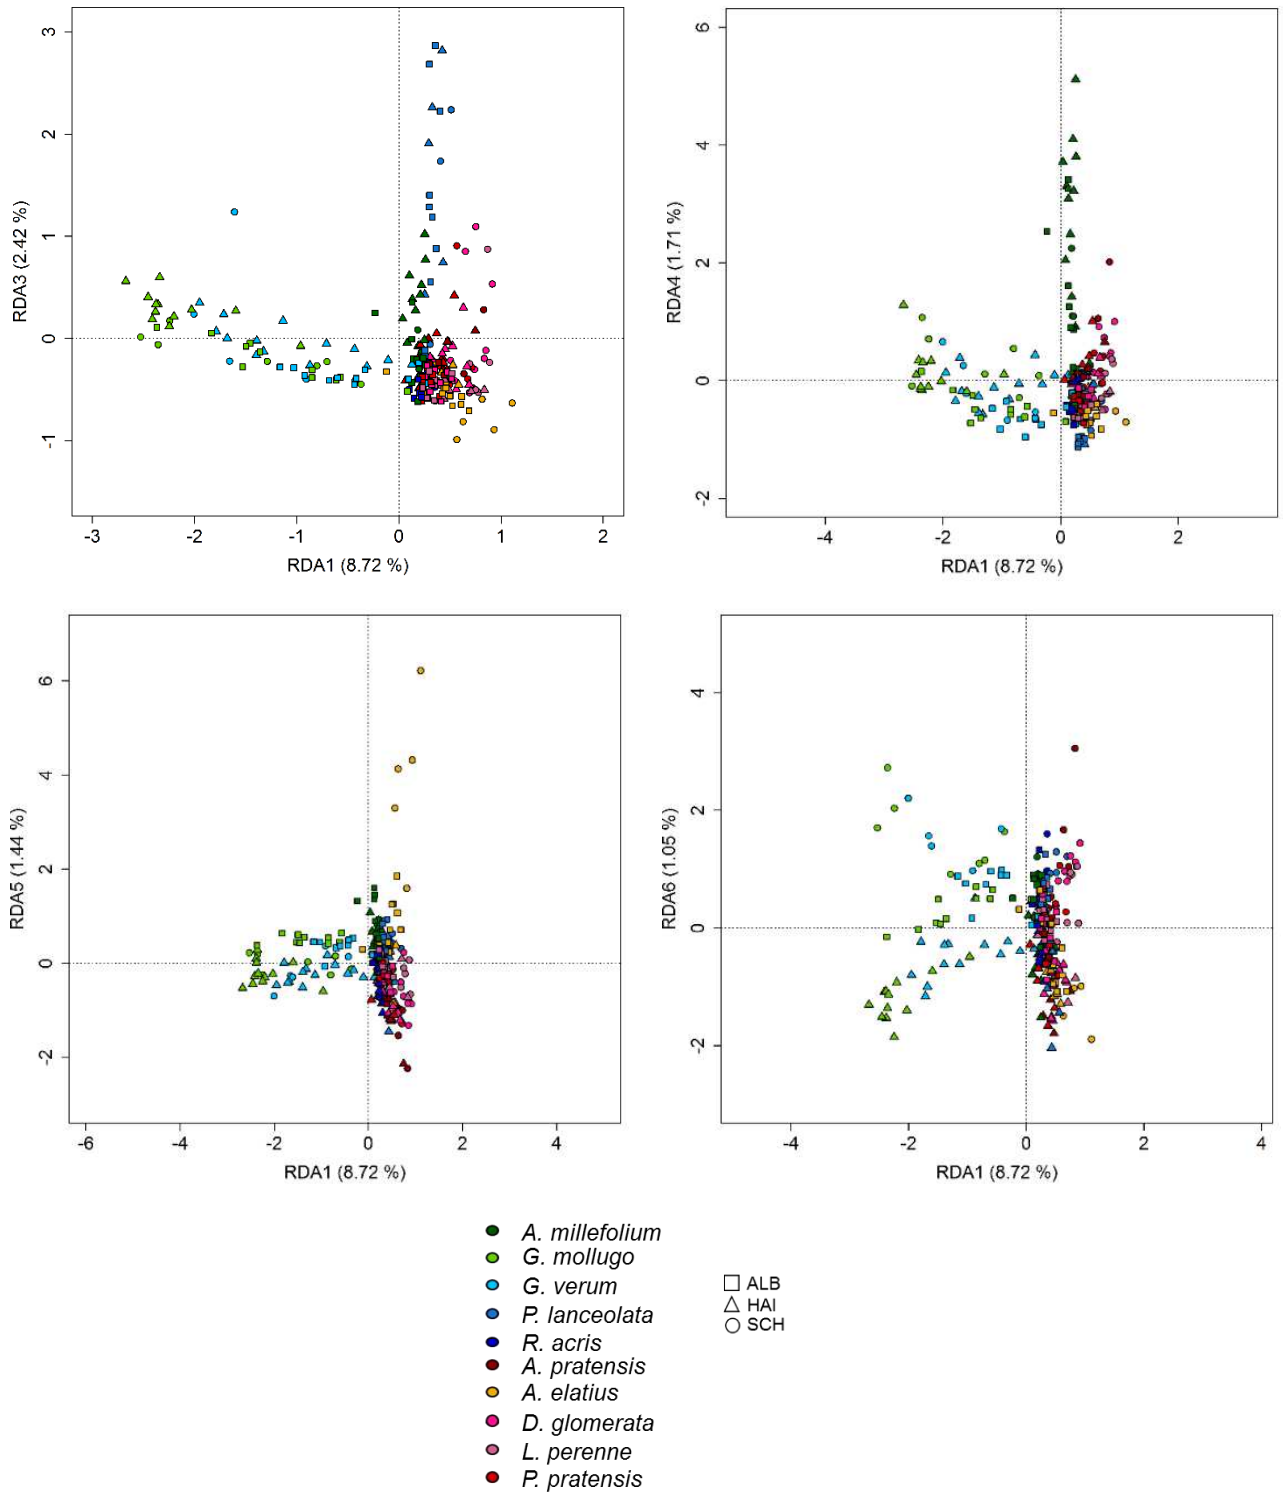 3
2
1
0
-1
RDA3 (2.42 %)
-3
-2
-1
0
1
2
RDA1 (8.72 %)
6
4
2
0
-2
RDA4 (1.71 %)
-4
-2
0
2
RDA1 (8.72 %)
6
4
2
0
-2
RDA5 (1.44 %)
-6
-4
-2
0
2
4
RDA1 (8.72 %)
4
2
0
-2
RDA6 (1.05 %)
-4
-2
0
2
4
RDA1 (8.72 %)
A. millefolium
G. mollugo
G. verum
P. lanceolata
R. acris
A. pratensis
A. elatius
D. glomerata
L. perenne
P. pratensis
ALB
HAI
SCH